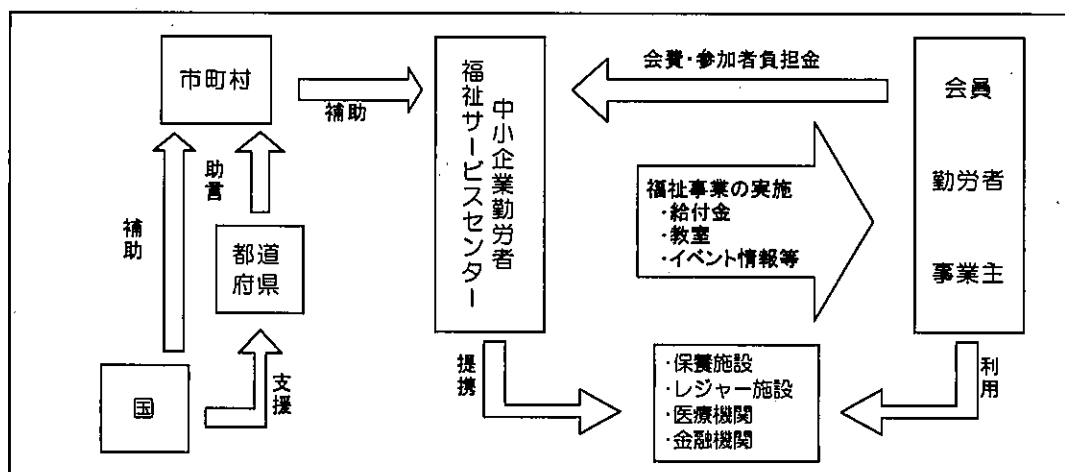 市町村
補助
中小企業勤労者
福祉サービスセンター
会費・参加者負担金
会員
勤労者
事業主
福祉事業の実施
・給付金
・教室
・イベント情報等
助言
補助
都道
府県
国
支援
提携
・保養施設
・レジャー施設
・医療機関
・金融機関
利用